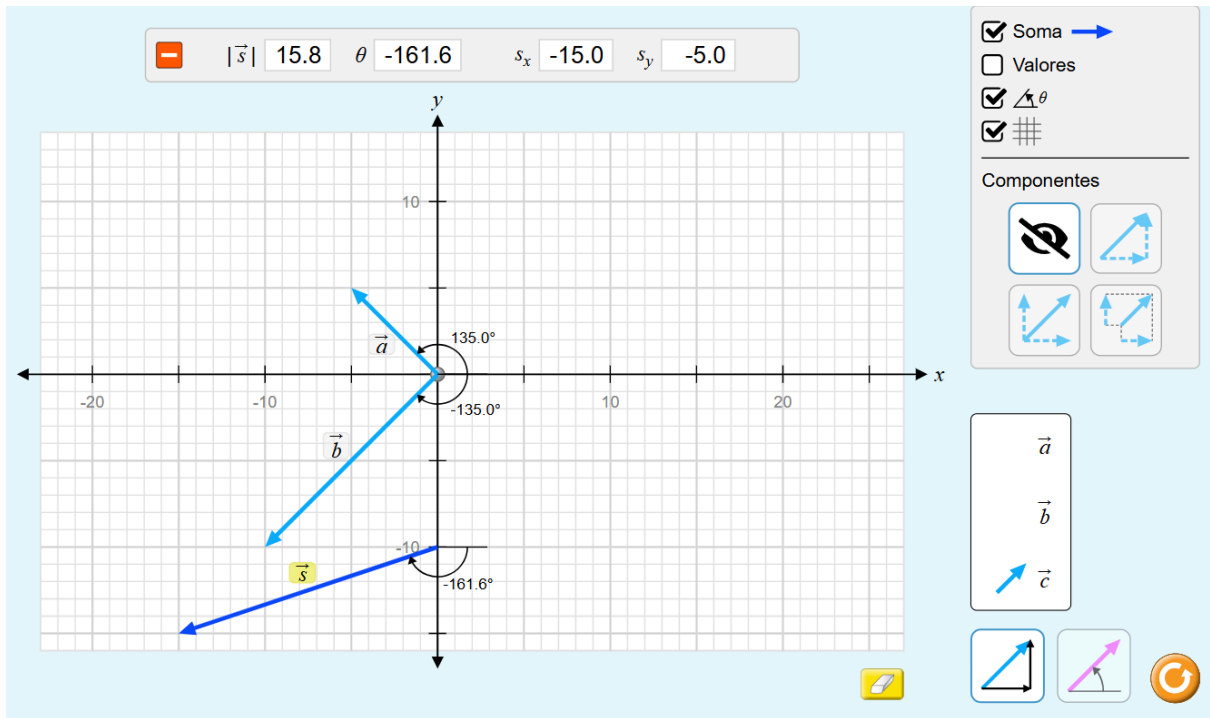 |s⃗| 15.8 θ -161.6 sx -15.0 sy -5.0
Soma
Valores
θ
Componentes
y
10
a⃗
135.0°
x
-20 -10 10 20
-135.0°
b⃗
-10
s⃗
-161.6°
a⃗
b⃗
c⃗